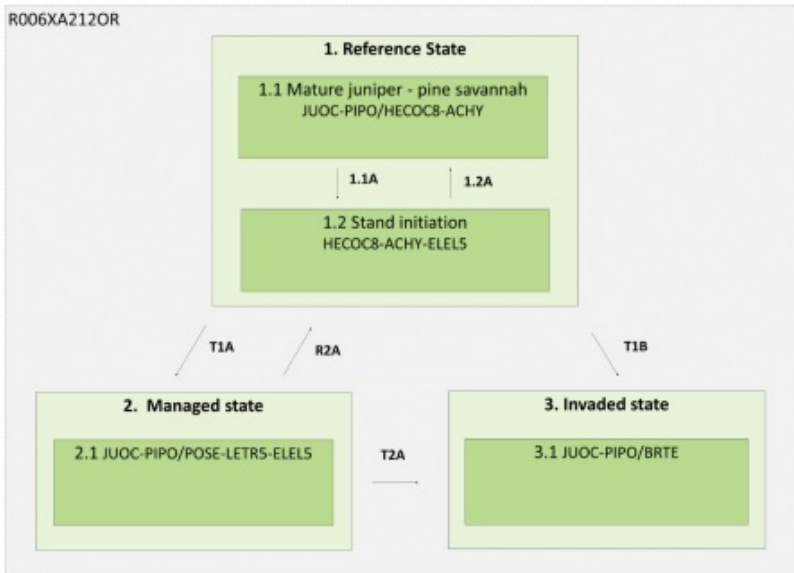 R006XA212OR
1. Reference State
1.1 Mature juniper - pine savannah
JUOC-PIPO/HECOC8-ACHY
1.1A
1.2A
1.2 Stand initiation
HECOC8-ACHY-ELEL5
T1A
R2A
T1B
2. Managed state
3. Invaded state
2.1 JUOC-PIPO/POSE-LETR5-ELEL5
T2A
3.1 JUOC-PIPO/BRTE